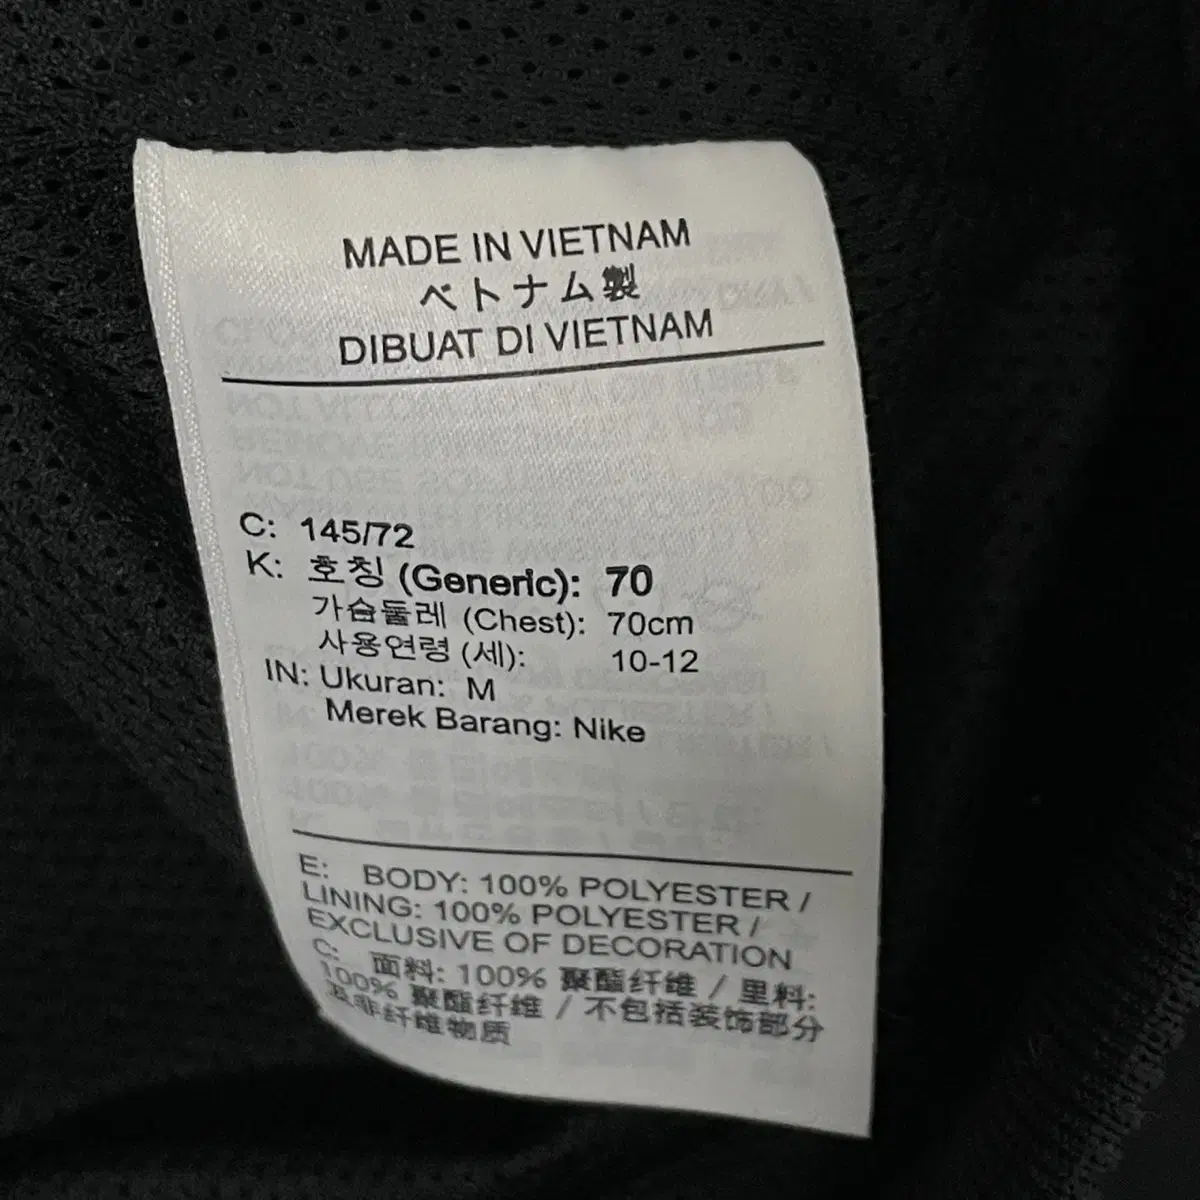 MADE IN VIETNAM
ベトナム製
DIBUAT DI VIETNAM
C: 145/72
K: 호칭 (Generic): 70
가슴둘레 (Chest): 70cm
사용연령 (세): 10-12
IN: Ukuran: M
Merek Barang: Nike
E: BODY: 100% POLYESTER /
LINING: 100% POLYESTER /
EXCLUSIVE OF DECORATION
C: 面料: 100% 聚酯纤维 / 里料:
100% 聚酯纤维 / 不包括装饰部分
及非纤维物质